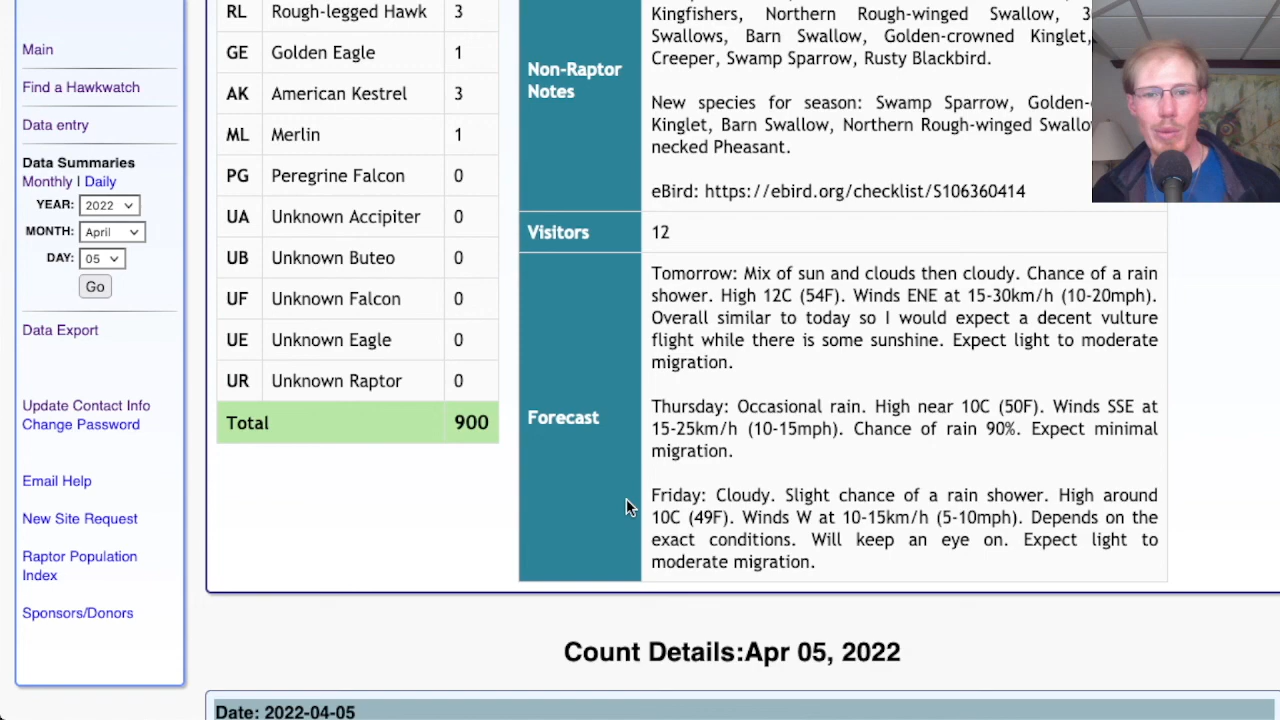 Main
Find a Hawkwatch
Data entry
Data Summaries
Monthly | Daily
YEAR: 2022
MONTH: April
DAY: 05
Go
Data Export
Update Contact Info
Change Password
Email Help
New Site Request
Raptor Population
Index
Sponsors/Donors
RL Rough-legged Hawk 3
GE Golden Eagle 1
AK American Kestrel 3
ML Merlin 1
PG Peregrine Falcon 0
UA Unknown Accipiter 0
UB Unknown Buteo 0
UF Unknown Falcon 0
UE Unknown Eagle 0
UR Unknown Raptor 0
Total 900
Non-Raptor
Notes
Kingfishers, Northern Rough-winged Swallow, 3
Swallows, Barn Swallow, Golden-crowned Kinglet,
Creeper, Swamp Sparrow, Rusty Blackbird.
New species for season: Swamp Sparrow, Golden-
Kinglet, Barn Swallow, Northern Rough-winged Swallo
necked Pheasant.
eBird: https://ebird.org/checklist/S106360414
Visitors
12
Forecast
Tomorrow: Mix of sun and clouds then cloudy. Chance of a rain
shower. High 12C (54F). Winds ENE at 15-30km/h (10-20mph).
Overall similar to today so I would expect a decent vulture
flight while there is some sunshine. Expect light to moderate
migration.
Thursday: Occasional rain. High near 10C (50F). Winds SSE at
15-25km/h (10-15mph). Chance of rain 90%. Expect minimal
migration.
Friday: Cloudy. Slight chance of a rain shower. High around
10C (49F). Winds W at 10-15km/h (5-10mph). Depends on the
exact conditions. Will keep an eye on. Expect light to
moderate migration.
Count Details:Apr 05, 2022
Date: 2022-04-05